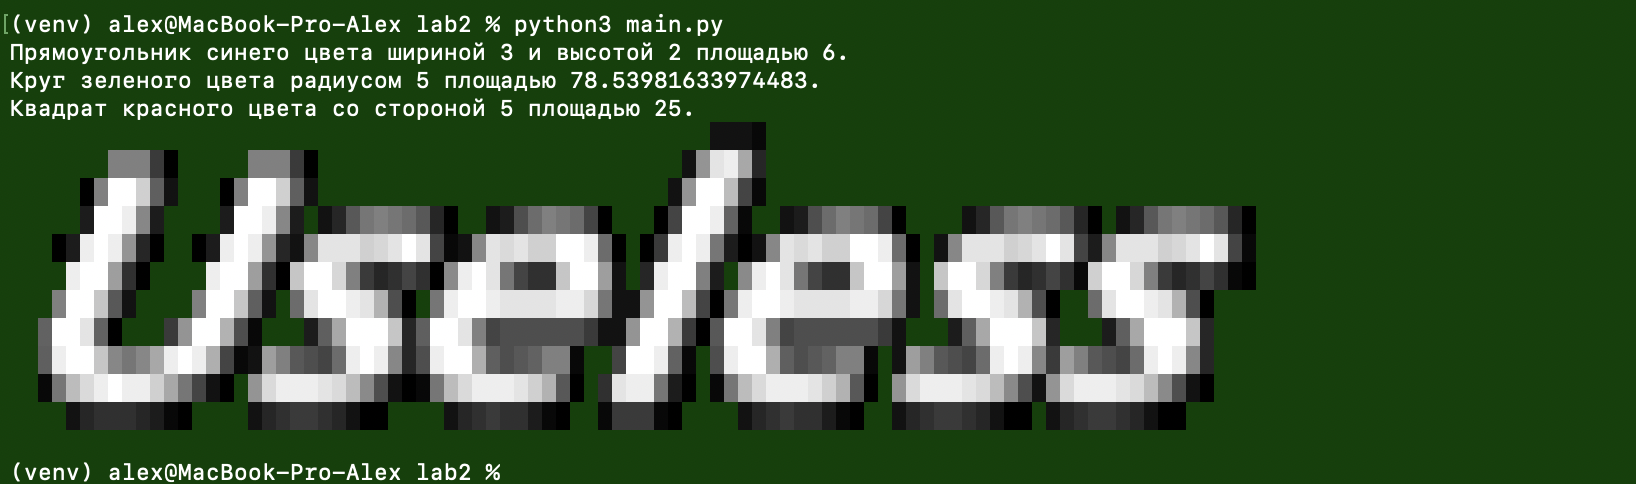 [(venv) alex@MacBook-Pro-Alex lab2 % python3 main.py
Прямоугольник синего цвета шириной 3 и высотой 2 площадью 6.
Круг зеленого цвета радиусом 5 площадью 78.53981633974483.
Квадрат красного цвета со стороной 5 площадью 25.
Useless
(venv) alex@MacBook-Pro-Alex lab2 %